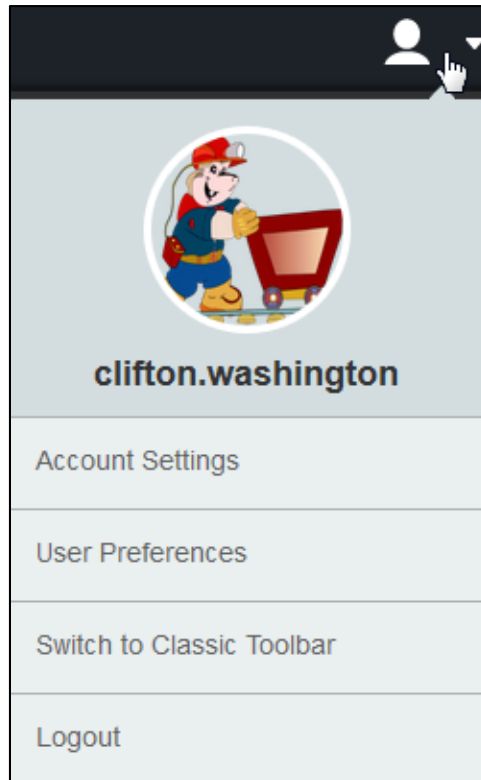 clifton.washington
Account Settings
User Preferences
Switch to Classic Toolbar
Logout